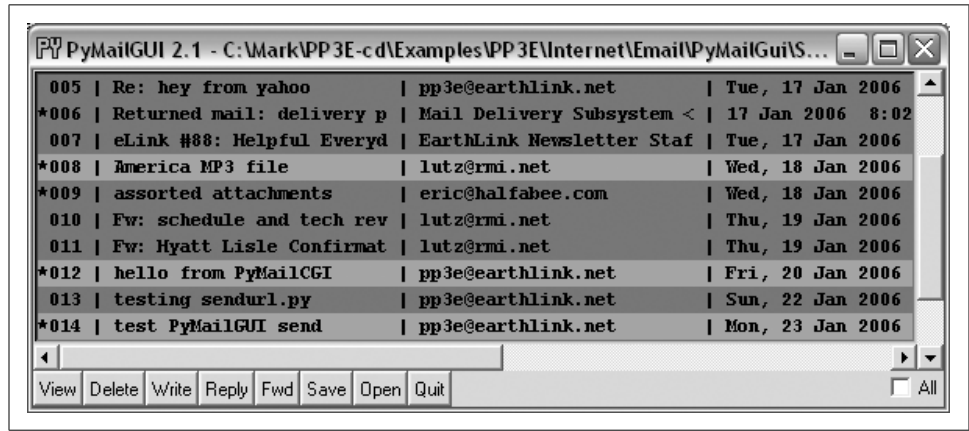 PY PyMailGUI 2.1 - C:\Mark\PP3E-cd\Examples\PP3E\Internet\Email\PyMailGui\S...
005 | Re: hey from yahoo | pp3e@earthlink.net | Tue, 17 Jan 2006
*006 | Returned mail: delivery p | Mail Delivery Subsystem < | 17 Jan 2006 8:02
007 | eLink #88: Helpful Everyd | EarthLink Newsletter Staf | Tue, 17 Jan 2006
*008 | America MP3 file | lutz@rmi.net | Wed, 18 Jan 2006
*009 | assorted attachments | eric@halfabee.com | Wed, 18 Jan 2006
010 | Fw: schedule and tech rev | lutz@rmi.net | Thu, 19 Jan 2006
011 | Fw: Hyatt Lisle Confirmat | lutz@rmi.net | Thu, 19 Jan 2006
*012 | hello from PyMailCGI | pp3e@earthlink.net | Fri, 20 Jan 2006
013 | testing sendurl.py | pp3e@earthlink.net | Sun, 22 Jan 2006
*014 | test PyMailGUI send | pp3e@earthlink.net | Mon, 23 Jan 2006
View Delete Write Reply Fwd Save Open Quit All